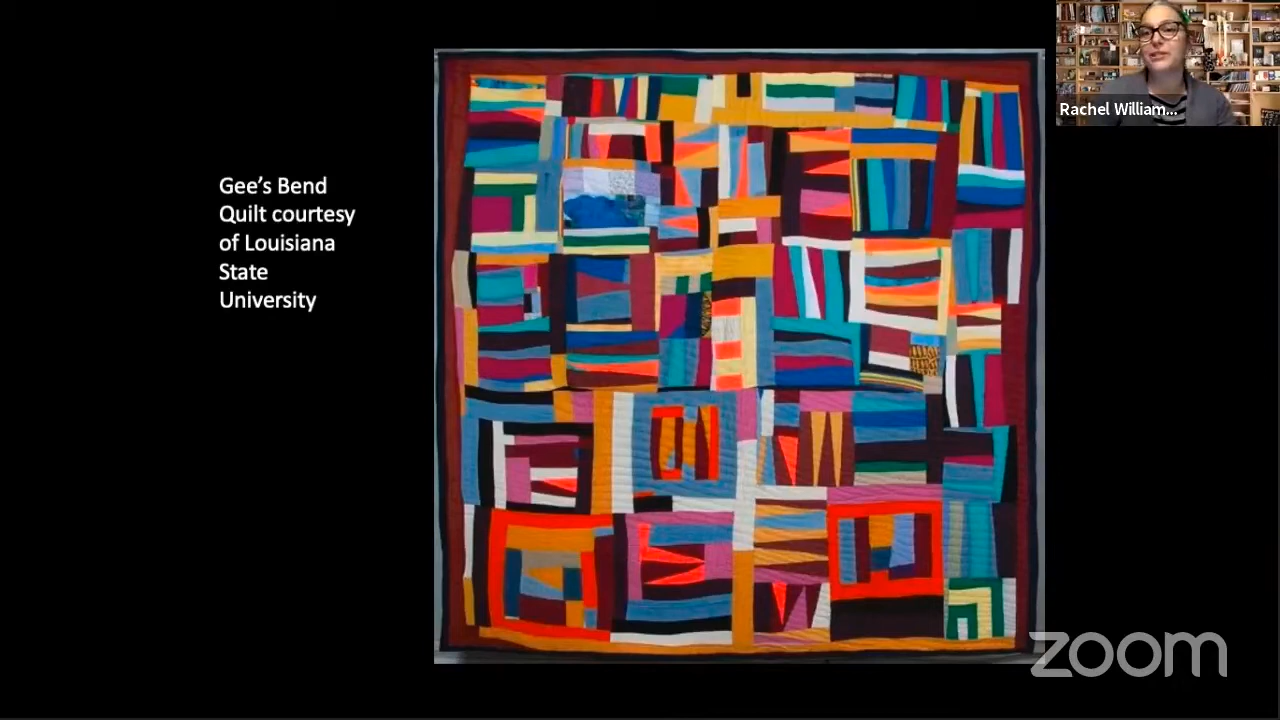 Gee’s Bend
Quilt courtesy
of Louisiana
State
University
Rachel William...
zoom